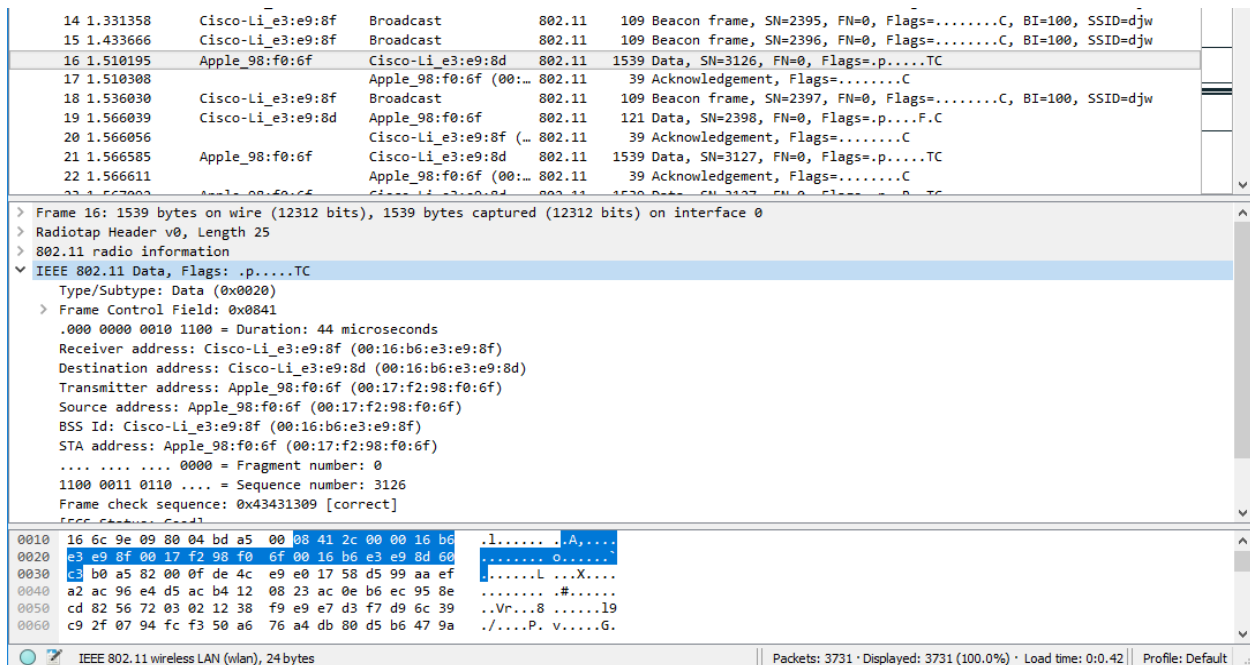 14 1.331358 Cisco-Li_e3:e9:8f Broadcast 802.11 109 Beacon frame, SN=2395, FN=0, Flags=........C, BI=100, SSID=djw
15 1.433666 Cisco-Li_e3:e9:8f Broadcast 802.11 109 Beacon frame, SN=2396, FN=0, Flags=........C, BI=100, SSID=djw
16 1.510195 Apple_98:f0:6f Cisco-Li_e3:e9:8d 802.11 1539 Data, SN=3126, FN=0, Flags=.p.....TC
17 1.510308 Apple_98:f0:6f (00:… 802.11 39 Acknowledgement, Flags=........C
18 1.536030 Cisco-Li_e3:e9:8f Broadcast 802.11 109 Beacon frame, SN=2397, FN=0, Flags=........C, BI=100, SSID=djw
19 1.566039 Cisco-Li_e3:e9:8d Apple_98:f0:6f 802.11 121 Data, SN=2398, FN=0, Flags=.p....F.C
20 1.566056 Cisco-Li_e3:e9:8f (… 802.11 39 Acknowledgement, Flags=........C
21 1.566585 Apple_98:f0:6f Cisco-Li_e3:e9:8d 802.11 1539 Data, SN=3127, FN=0, Flags=.p.....TC
22 1.566611 Apple_98:f0:6f (00:… 802.11 39 Acknowledgement, Flags=........C
> Frame 16: 1539 bytes on wire (12312 bits), 1539 bytes captured (12312 bits) on interface 0
> Radiotap Header v0, Length 25
> 802.11 radio information
IEEE 802.11 Data, Flags: .p.....TC
Type/Subtype: Data (0x0020)
> Frame Control Field: 0x0841
.000 0000 0010 1100 = Duration: 44 microseconds
Receiver address: Cisco-Li_e3:e9:8f (00:16:b6:e3:e9:8f)
Destination address: Cisco-Li_e3:e9:8d (00:16:b6:e3:e9:8d)
Transmitter address: Apple_98:f0:6f (00:17:f2:98:f0:6f)
Source address: Apple_98:f0:6f (00:17:f2:98:f0:6f)
BSS Id: Cisco-Li_e3:e9:8f (00:16:b6:e3:e9:8f)
STA address: Apple_98:f0:6f (00:17:f2:98:f0:6f)
.... .... .... 0000 = Fragment number: 0
1100 0011 0110 .... = Sequence number: 3126
Frame check sequence: 0x43431309 [correct]
0010 16 6c 9e 09 80 04 bd a5 00 08 41 2c 00 00 16 b6 .l...... ..A,....
0020 e3 e9 8f 00 17 f2 98 f0 6f 00 16 b6 e3 e9 8d 60 ........ o......`
0030 c3 b0 a5 82 00 0f de 4c e9 e0 17 58 d5 99 aa ef .......L ...X....
0040 a2 ac 96 e4 d5 ac b4 12 08 23 ac 0e b6 ec 95 8e ........ .#......
0050 cd 82 56 72 03 02 12 38 f9 e9 e7 d3 f7 d9 6c 39 ..Vr...8 ......l9
0060 c9 2f 07 94 fc f3 50 a6 76 a4 db 80 d5 b6 47 9a ./....P. v.....G.
IEEE 802.11 wireless LAN (wlan), 24 bytes Packets: 3731 · Displayed: 3731 (100.0%) · Load time: 0:0.42 Profile: Default